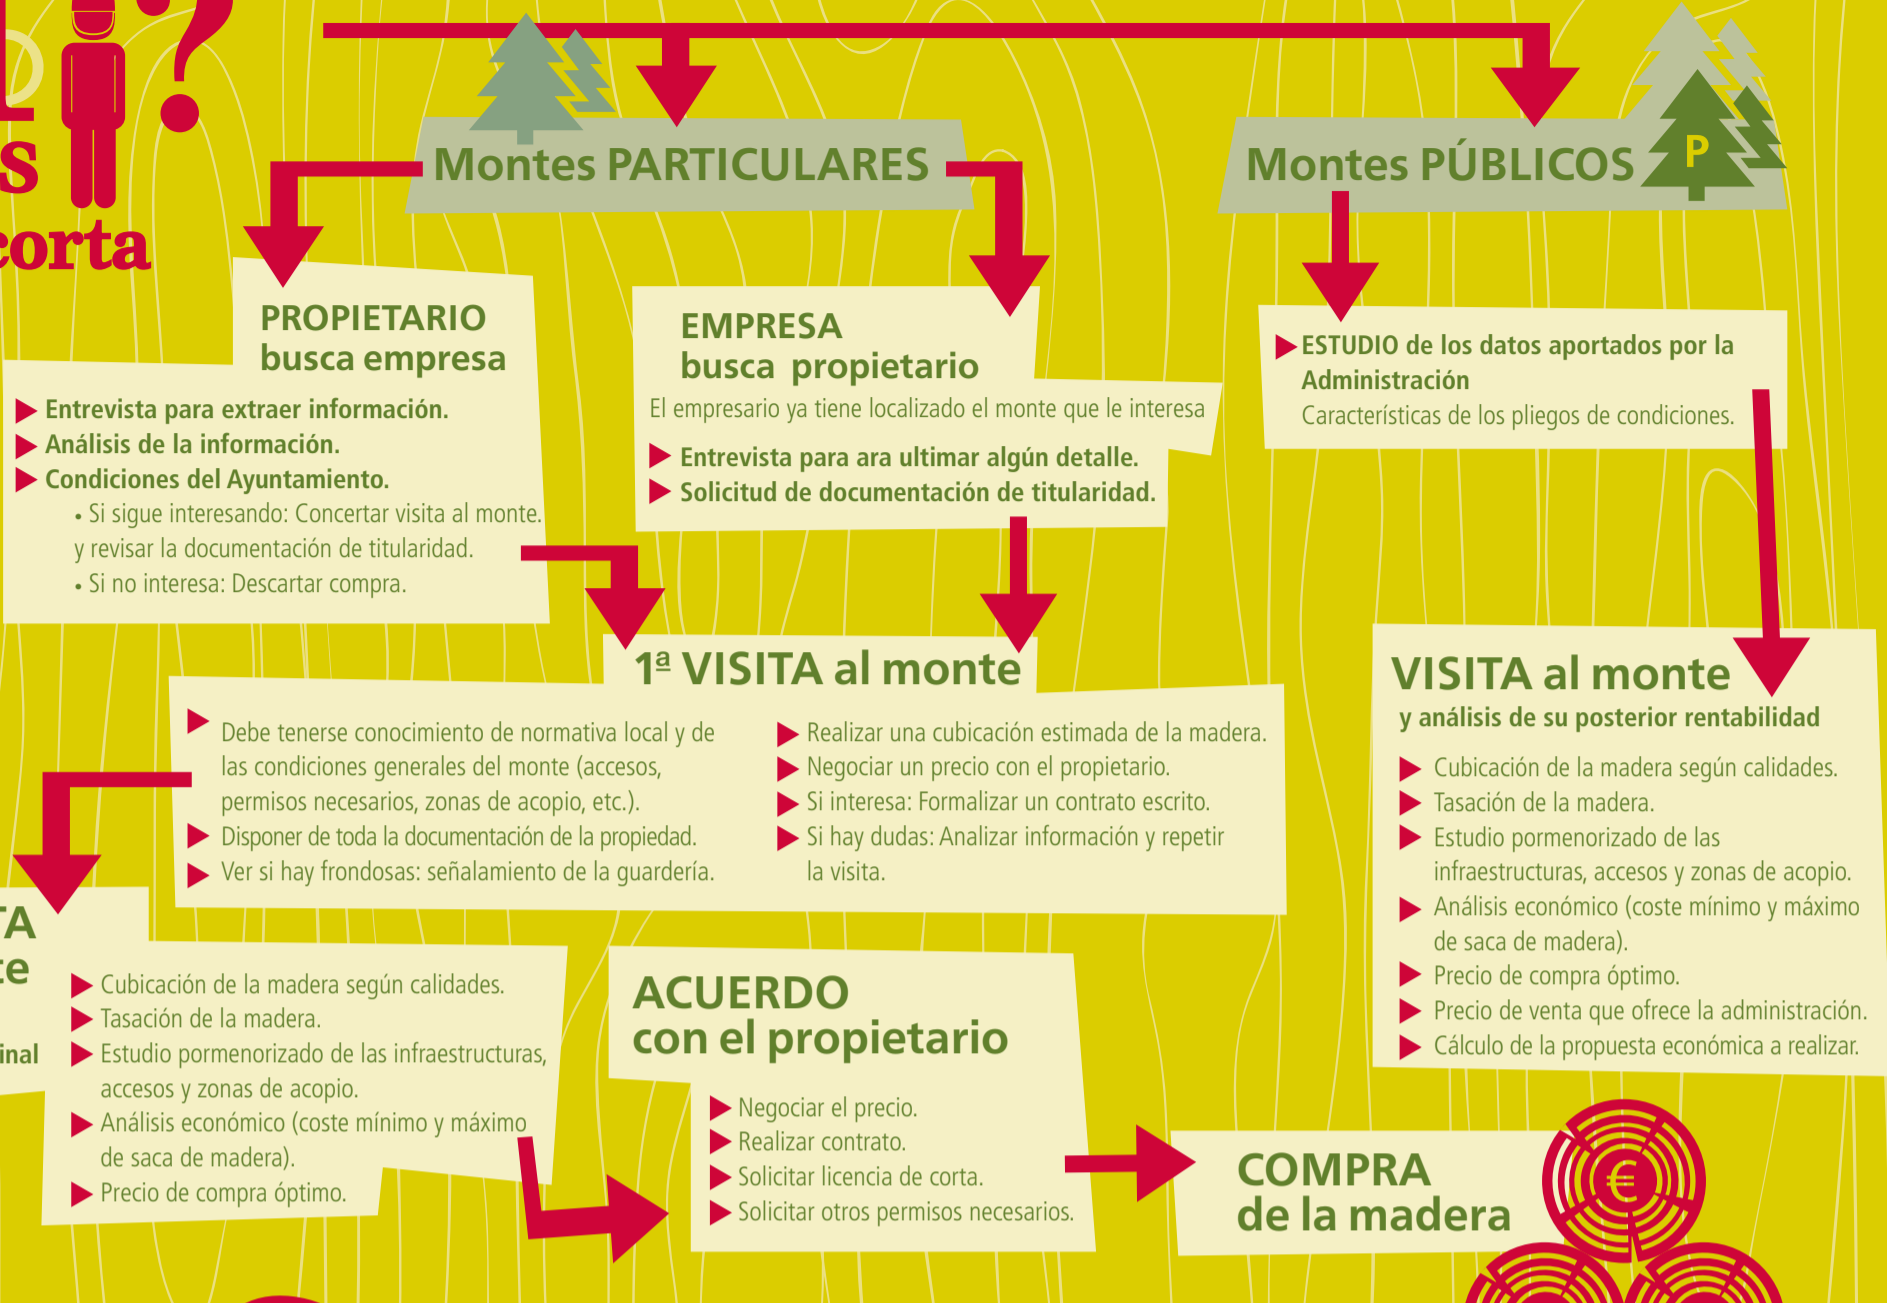 ?
s
corta
Montes PARTICULARES
Montes PÚBLICOS
P
PROPIETARIO
busca empresa
▶ Entrevista para extraer información.
▶ Análisis de la información.
▶ Condiciones del Ayuntamiento.
• Si sigue interesando: Concertar visita al monte.
y revisar la documentación de titularidad.
• Si no interesa: Descartar compra.
EMPRESA
busca propietario
El empresario ya tiene localizado el monte que le interesa
▶ Entrevista para ara ultimar algún detalle.
▶ Solicitud de documentación de titularidad.
▶ ESTUDIO de los datos aportados por la
Administración
Características de los pliegos de condiciones.
1ª VISITA al monte
▶ Debe tenerse conocimiento de normativa local y de
las condiciones generales del monte (accesos,
permisos necesarios, zonas de acopio, etc.).
▶ Disponer de toda la documentación de la propiedad.
▶ Ver si hay frondosas: señalamiento de la guardería.
▶ Realizar una cubicación estimada de la madera.
▶ Negociar un precio con el propietario.
▶ Si interesa: Formalizar un contrato escrito.
▶ Si hay dudas: Analizar información y repetir
la visita.
VISITA al monte
y análisis de su posterior rentabilidad
▶ Cubicación de la madera según calidades.
▶ Tasación de la madera.
▶ Estudio pormenorizado de las
infraestructuras, accesos y zonas de acopio.
▶ Análisis económico (coste mínimo y máximo
de saca de madera).
▶ Precio de compra óptimo.
▶ Precio de venta que ofrece la administración.
▶ Cálculo de la propuesta económica a realizar.
TA
te
inal
▶ Cubicación de la madera según calidades.
▶ Tasación de la madera.
▶ Estudio pormenorizado de las infraestructuras,
accesos y zonas de acopio.
▶ Análisis económico (coste mínimo y máximo
de saca de madera).
▶ Precio de compra óptimo.
ACUERDO
con el propietario
▶ Negociar el precio.
▶ Realizar contrato.
▶ Solicitar licencia de corta.
▶ Solicitar otros permisos necesarios.
COMPRA
de la madera
€